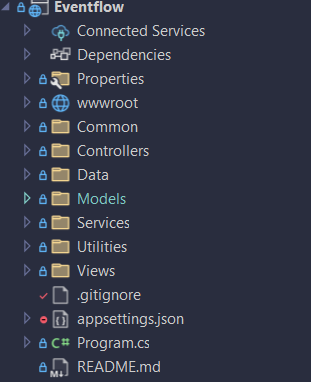 Eventflow
Connected Services
Dependencies
Properties
wwwroot
Common
Controllers
Data
Models
Services
Utilities
Views
.gitignore
appsettings.json
C# Program.cs
README.md